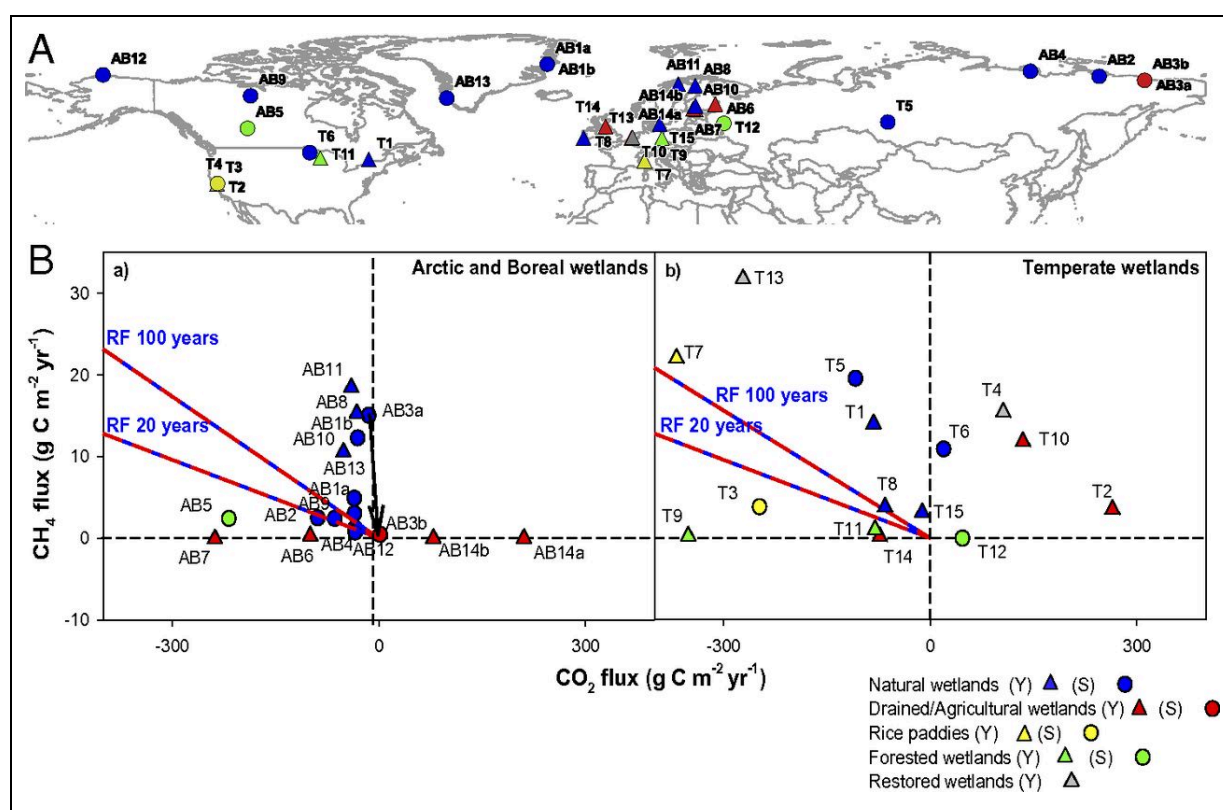 A
AB12
AB9
AB5
AB13
AB1a
AB1b
AB11
AB8
AB14b
AB10
AB14a
AB6
AB7
AB4
AB2
AB3b
AB3a
T14
T13
T12
T5
T6
T11
T1
T8
T15
T10
T9
T7
T4
T3
T2
B
a)
Arctic and Boreal wetlands
b)
Temperate wetlands
CH4 flux (g C m-2 yr-1)
30
20
10
0
-10
RF 100 years
RF 20 years
AB11
AB8
AB3a
AB1b
AB10
AB13
AB1a
AB5
AB2
AB9
AB3b
AB7
AB6
AB4
AB12
AB14b
AB14a
T13
T7
T5
RF 100 years
T4
T1
RF 20 years
T6
T10
T3
T8
T2
T15
T9
T11
T14
T12
-300
0
300
-300
0
300
CO2 flux (g C m-2 yr-1)
Natural wetlands (Y) (S)
Drained/Agricultural wetlands (Y) (S)
Rice paddies (Y) (S)
Forested wetlands (Y) (S)
Restored wetlands (Y)